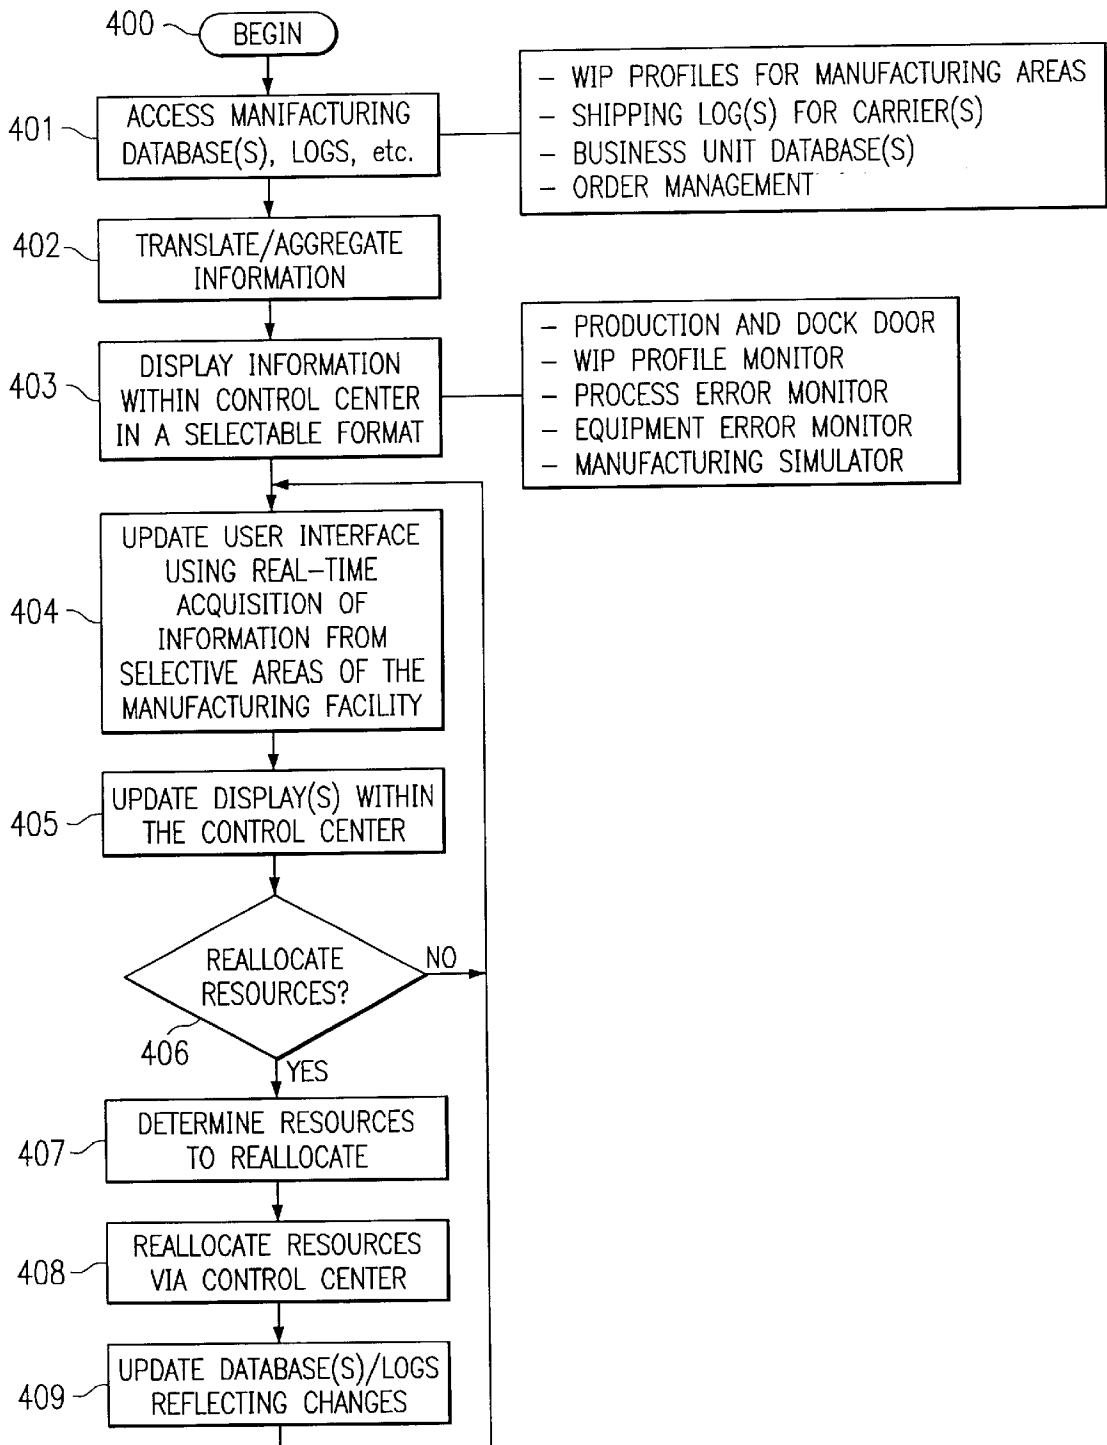 400
BEGIN
401
ACCESS MANIFACTURING
DATABASE(S), LOGS, etc.
– WIP PROFILES FOR MANUFACTURING AREAS
– SHIPPING LOG(S) FOR CARRIER(S)
– BUSINESS UNIT DATABASE(S)
– ORDER MANAGEMENT
402
TRANSLATE/AGGREGATE
INFORMATION
403
DISPLAY INFORMATION
WITHIN CONTROL CENTER
IN A SELECTABLE FORMAT
– PRODUCTION AND DOCK DOOR
– WIP PROFILE MONITOR
– PROCESS ERROR MONITOR
– EQUIPMENT ERROR MONITOR
– MANUFACTURING SIMULATOR
404
UPDATE USER INTERFACE
USING REAL–TIME
ACQUISITION OF
INFORMATION FROM
SELECTIVE AREAS OF THE
MANUFACTURING FACILITY
405
UPDATE DISPLAY(S) WITHIN
THE CONTROL CENTER
REALLOCATE
RESOURCES?
NO
406
YES
407
DETERMINE RESOURCES
TO REALLOCATE
408
REALLOCATE RESOURCES
VIA CONTROL CENTER
409
UPDATE DATABASE(S)/LOGS
REFLECTING CHANGES